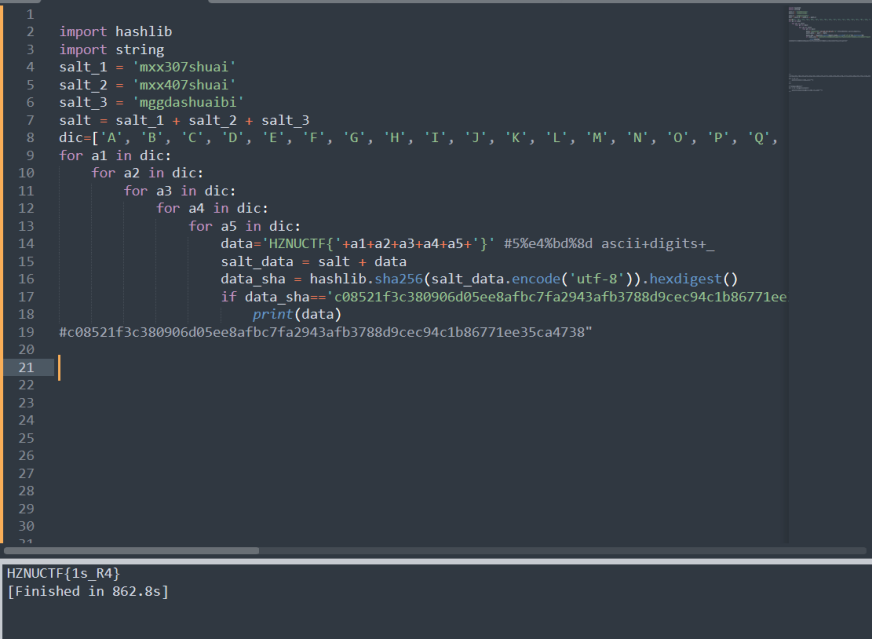 1
2 import hashlib
3 import string
4 salt_1 = 'mxx307shuai'
5 salt_2 = 'mxx407shuai'
6 salt_3 = 'mggdashuaibi'
7 salt = salt_1 + salt_2 + salt_3
8 dic=['A', 'B', 'C', 'D', 'E', 'F', 'G', 'H', 'I', 'J', 'K', 'L', 'M', 'N', 'O', 'P', 'Q',
9 for a1 in dic:
10     for a2 in dic:
11         for a3 in dic:
12             for a4 in dic:
13                 for a5 in dic:
14                     data='HZNUCTF{'+a1+a2+a3+a4+a5+'}' #5%e4%bd%8d ascii+digits+_
15                     salt_data = salt + data
16                     data_sha = hashlib.sha256(salt_data.encode('utf-8')).hexdigest()
17                     if data_sha=='c08521f3c380906d05ee8afbc7fa2943afb3788d9cec94c1b86771ee
18                         print(data)
19 #c08521f3c380906d05ee8afbc7fa2943afb3788d9cec94c1b86771ee35ca4738"
20
21
22
23
24
25
26
27
28
29
30
31
HZNUCTF{1s_R4}
[Finished in 862.8s]